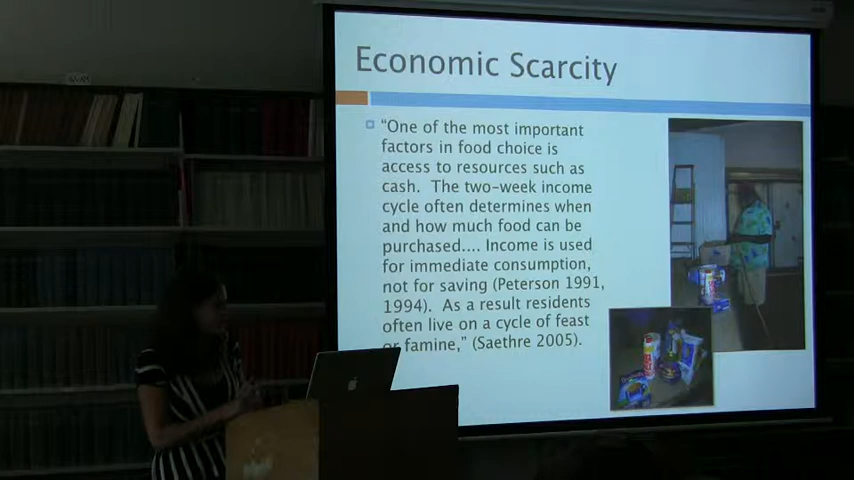 Economic Scarcity
“One of the most important
factors in food choice is
access to resources such as
cash. The two-week income
cycle often determines when
and how much food can be
purchased.... Income is used
for immediate consumption,
not for saving (Peterson 1991,
1994). As a result residents
often live on a cycle of feast
or famine,” (Saethre 2005).